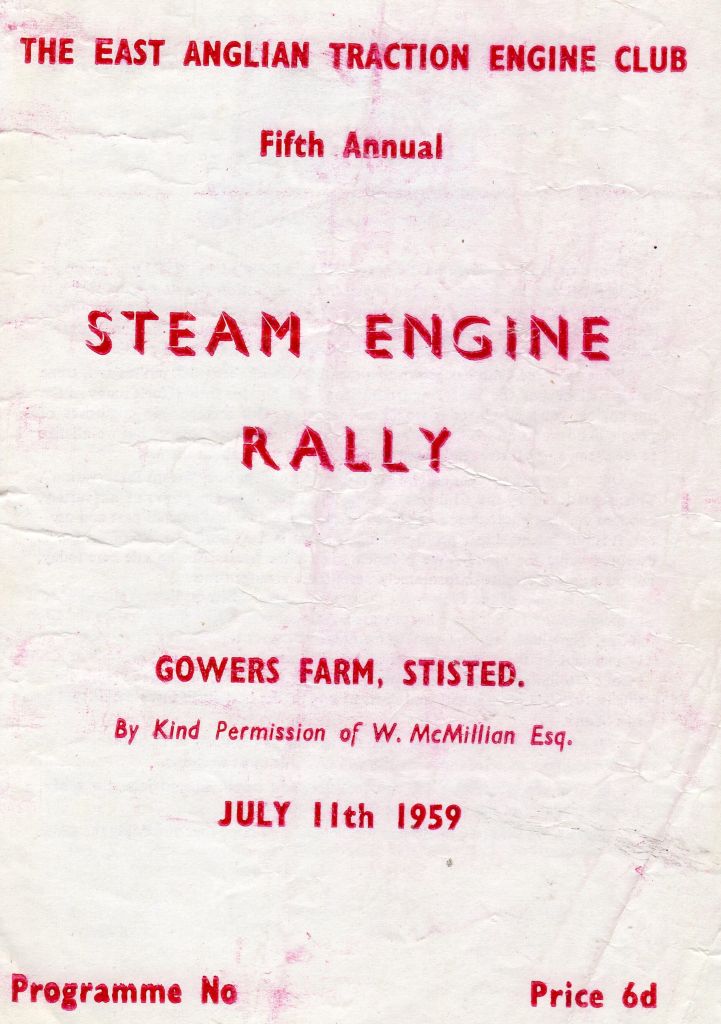 THE EAST ANGLIAN TRACTION ENGINE CLUB
Fifth Annual
STEAM ENGINE
RALLY
GOWERS FARM, STISTED.
By Kind Permission of W. McMillian Esq.
JULY 11th 1959
Programme No
Price 6d